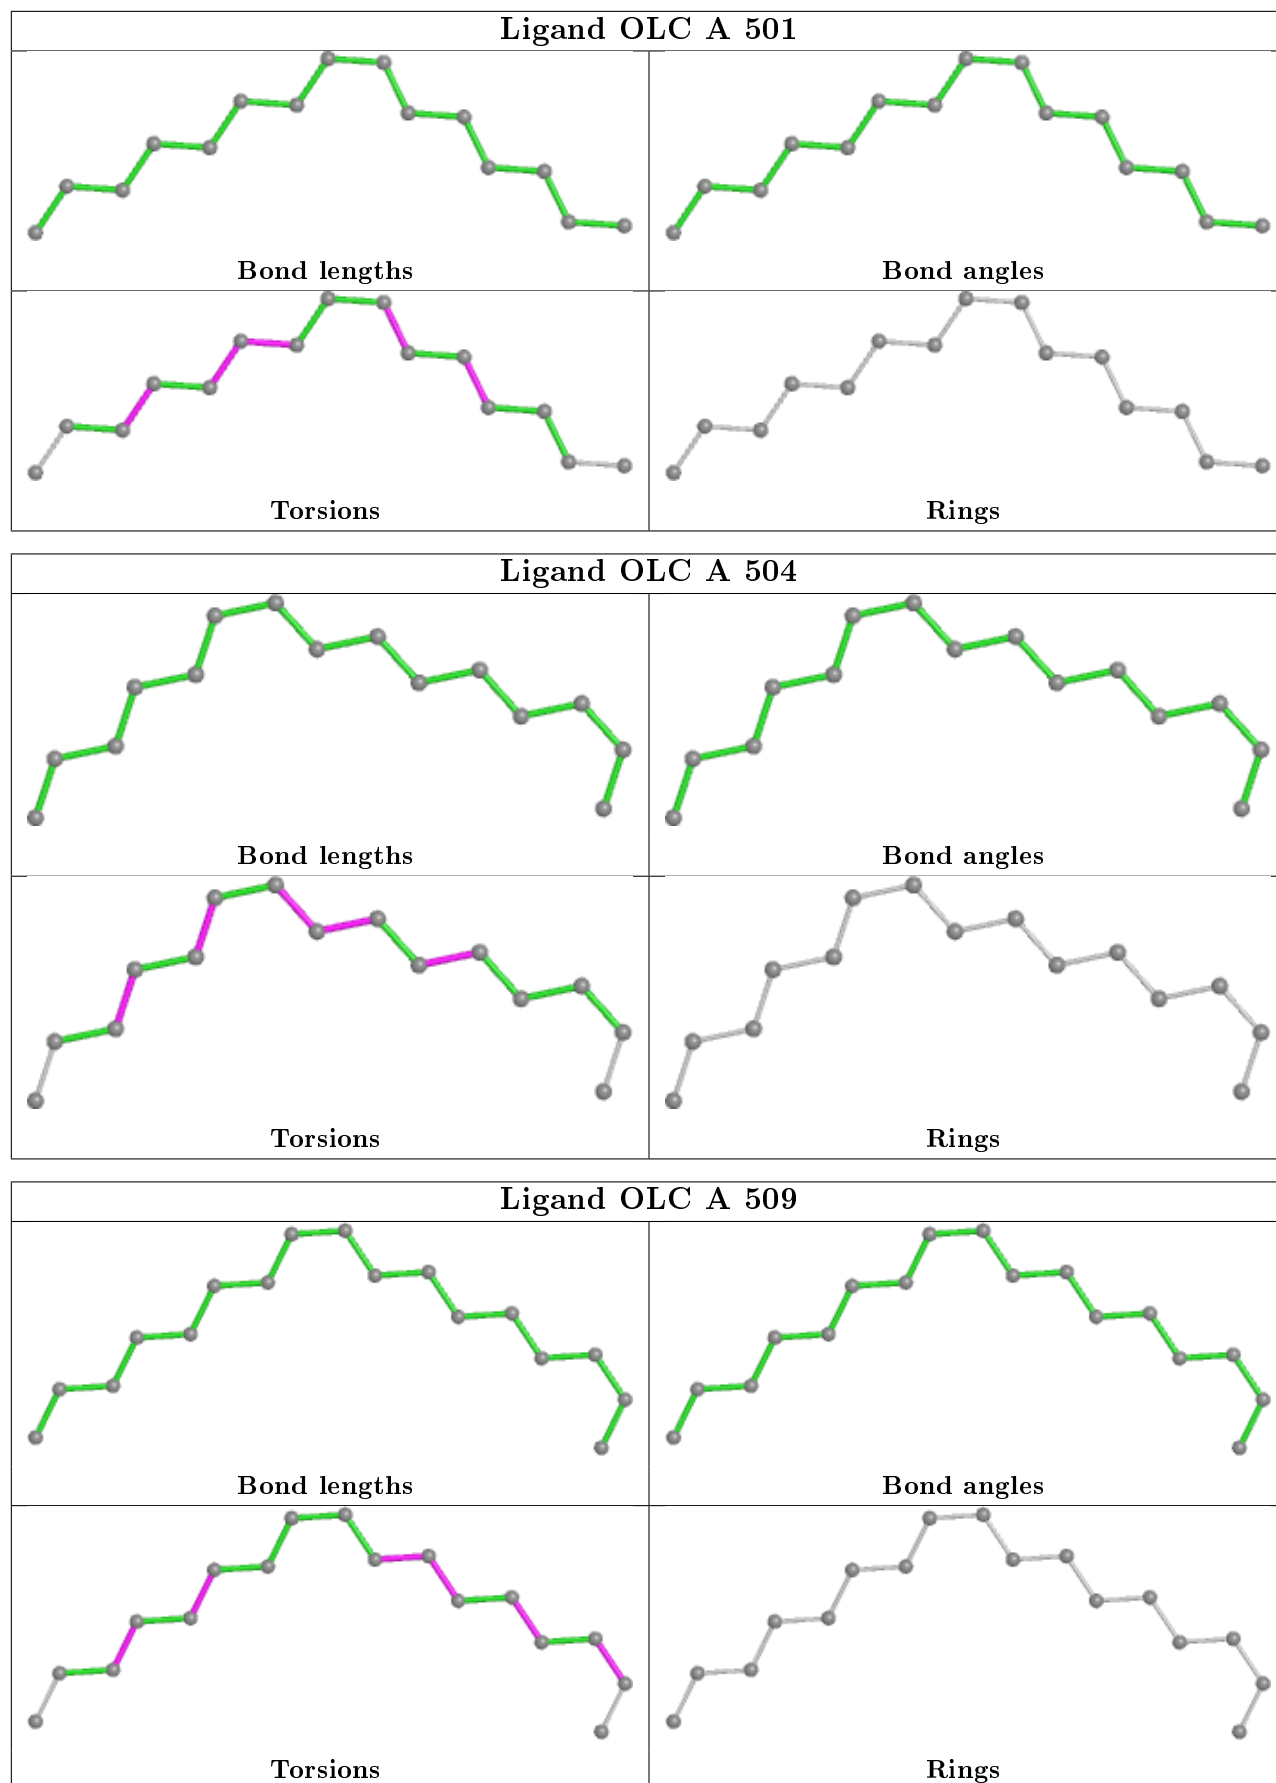 Ligand OLC A 501
Bond lengths
Bond angles
Torsions
Rings
Ligand OLC A 504
Bond lengths
Bond angles
Torsions
Rings
Ligand OLC A 509
Bond lengths
Bond angles
Torsions
Rings